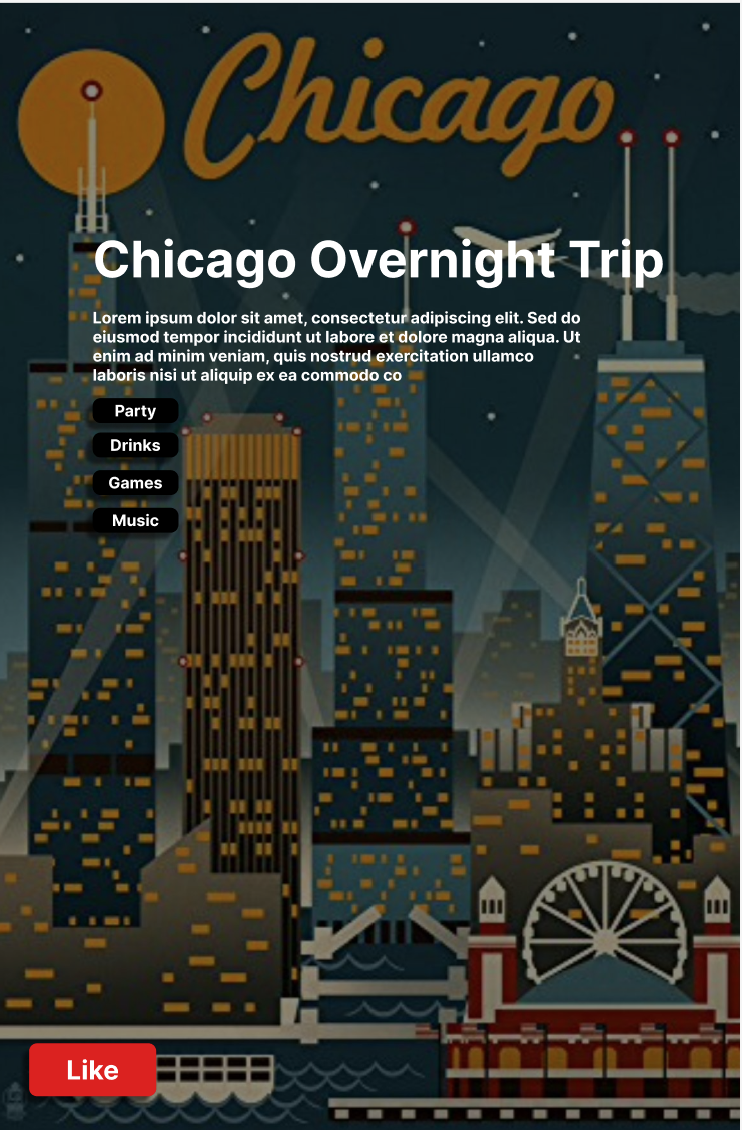 Chicago
Chicago Overnight Trip
Lorem ipsum dolor sit amet, consectetur adipiscing elit. Sed do
eiusmod tempor incididunt ut labore et dolore magna aliqua. Ut
enim ad minim veniam, quis nostrud exercitation ullamco
laboris nisi ut aliquip ex ea commodo co
Party
Drinks
Games
Music
Like